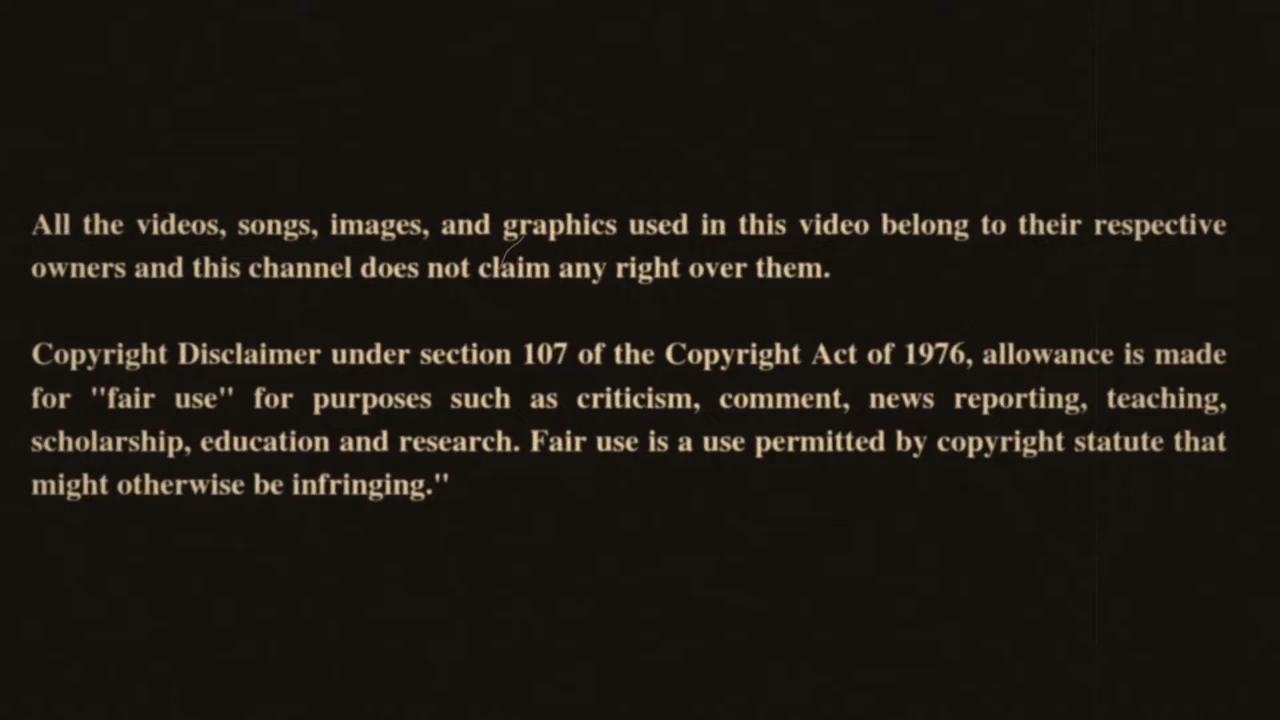 All the videos, songs, images, and graphics used in this video belong to their respective
owners and this channel does not claim any right over them.
Copyright Disclaimer under section 107 of the Copyright Act of 1976, allowance is made
for "fair use" for purposes such as criticism, comment, news reporting, teaching,
scholarship, education and research. Fair use is a use permitted by copyright statute that
might otherwise be infringing."